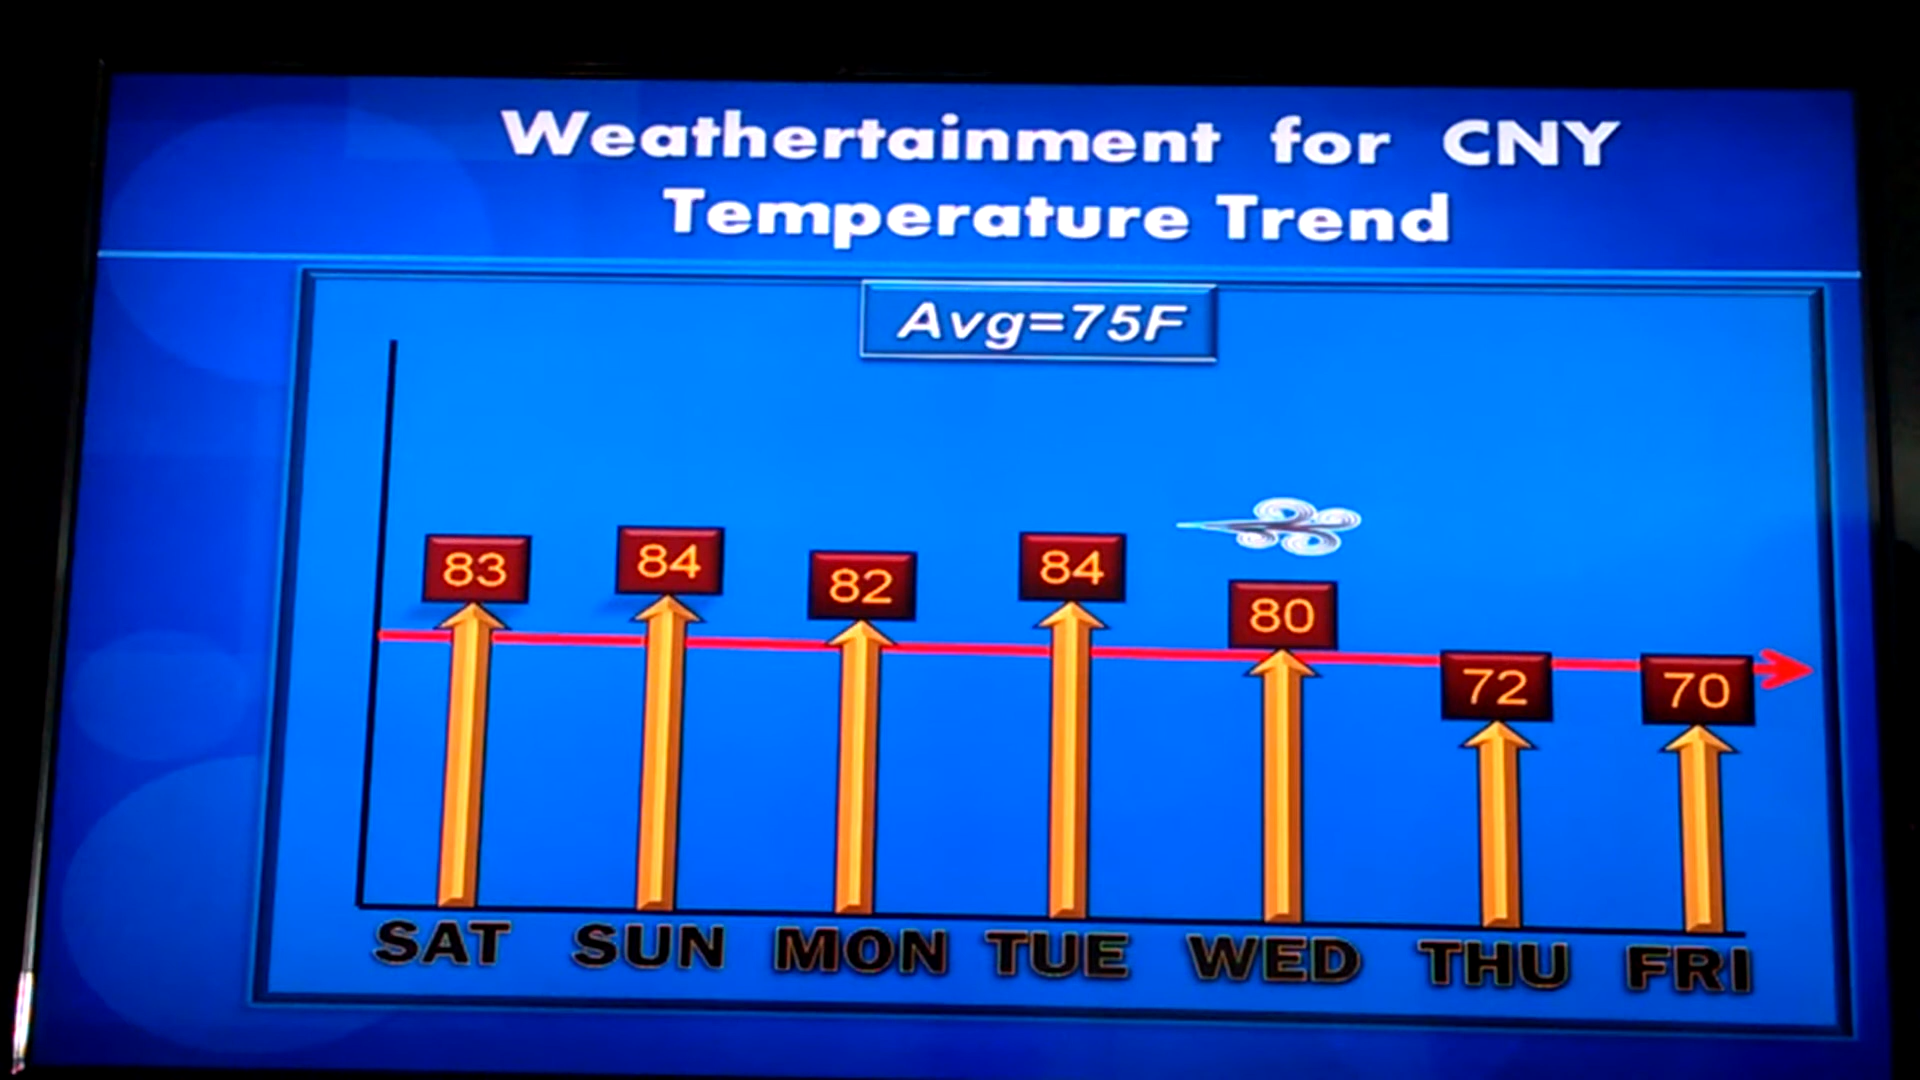 Weathertainment for CNY
Temperature Trend
Avg=75F
83 84 82 84 80 72 70
SAT SUN MON TUE WED THU FRI